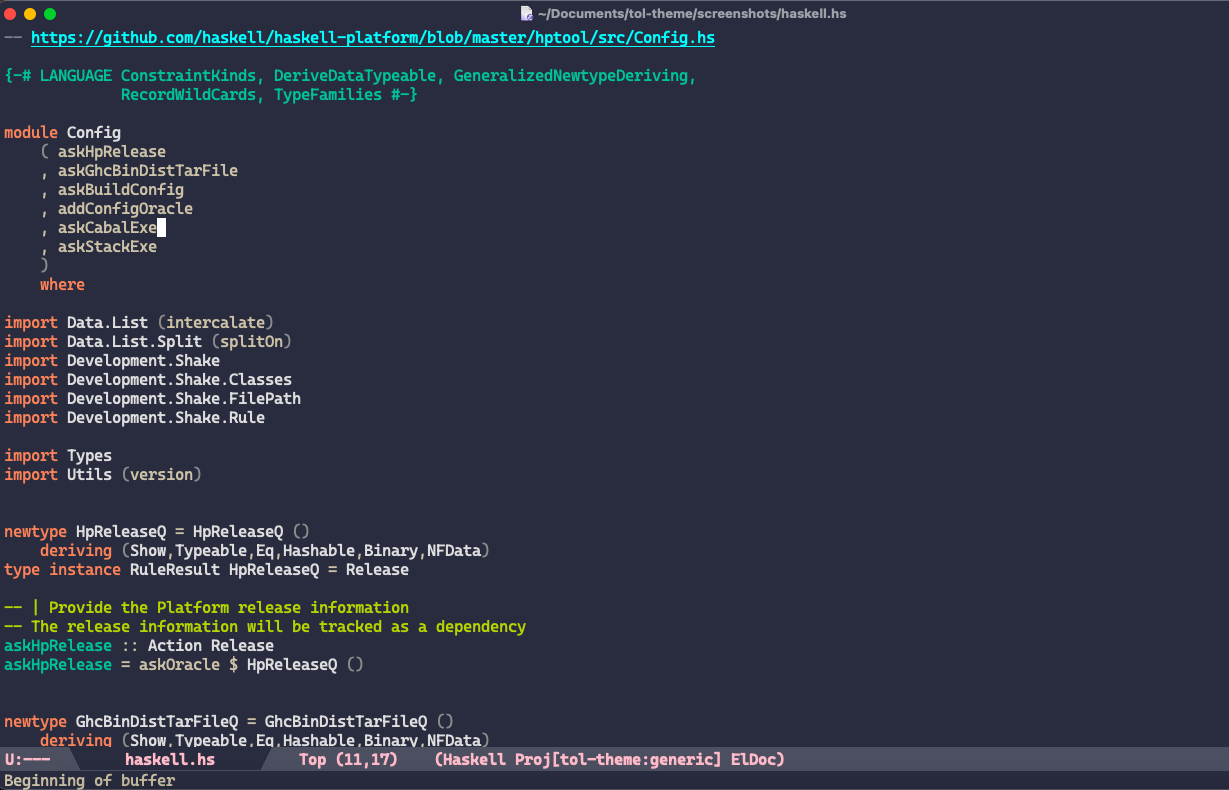 ~/Documents/tol-theme/screenshots/haskell.hs
-- https://github.com/haskell/haskell-platform/blob/master/hptool/src/Config.hs

{-# LANGUAGE ConstraintKinds, DeriveDataTypeable, GeneralizedNewtypeDeriving,
             RecordWildCards, TypeFamilies #-}

module Config
    ( askHpRelease
    , askGhcBinDistTarFile
    , askBuildConfig
    , addConfigOracle
    , askCabalExe
    , askStackExe
    )
    where

import Data.List (intercalate)
import Data.List.Split (splitOn)
import Development.Shake
import Development.Shake.Classes
import Development.Shake.FilePath
import Development.Shake.Rule

import Types
import Utils (version)


newtype HpReleaseQ = HpReleaseQ ()
    deriving (Show,Typeable,Eq,Hashable,Binary,NFData)
type instance RuleResult HpReleaseQ = Release

-- | Provide the Platform release information
-- The release information will be tracked as a dependency
askHpRelease :: Action Release
askHpRelease = askOracle $ HpReleaseQ ()


newtype GhcBinDistTarFileQ = GhcBinDistTarFileQ ()
    deriving (Show,Typeable,Eq,Hashable,Binary,NFData)
U:---  haskell.hs  Top (11,17)  (Haskell Proj[tol-theme:generic] ElDoc)
Beginning of buffer